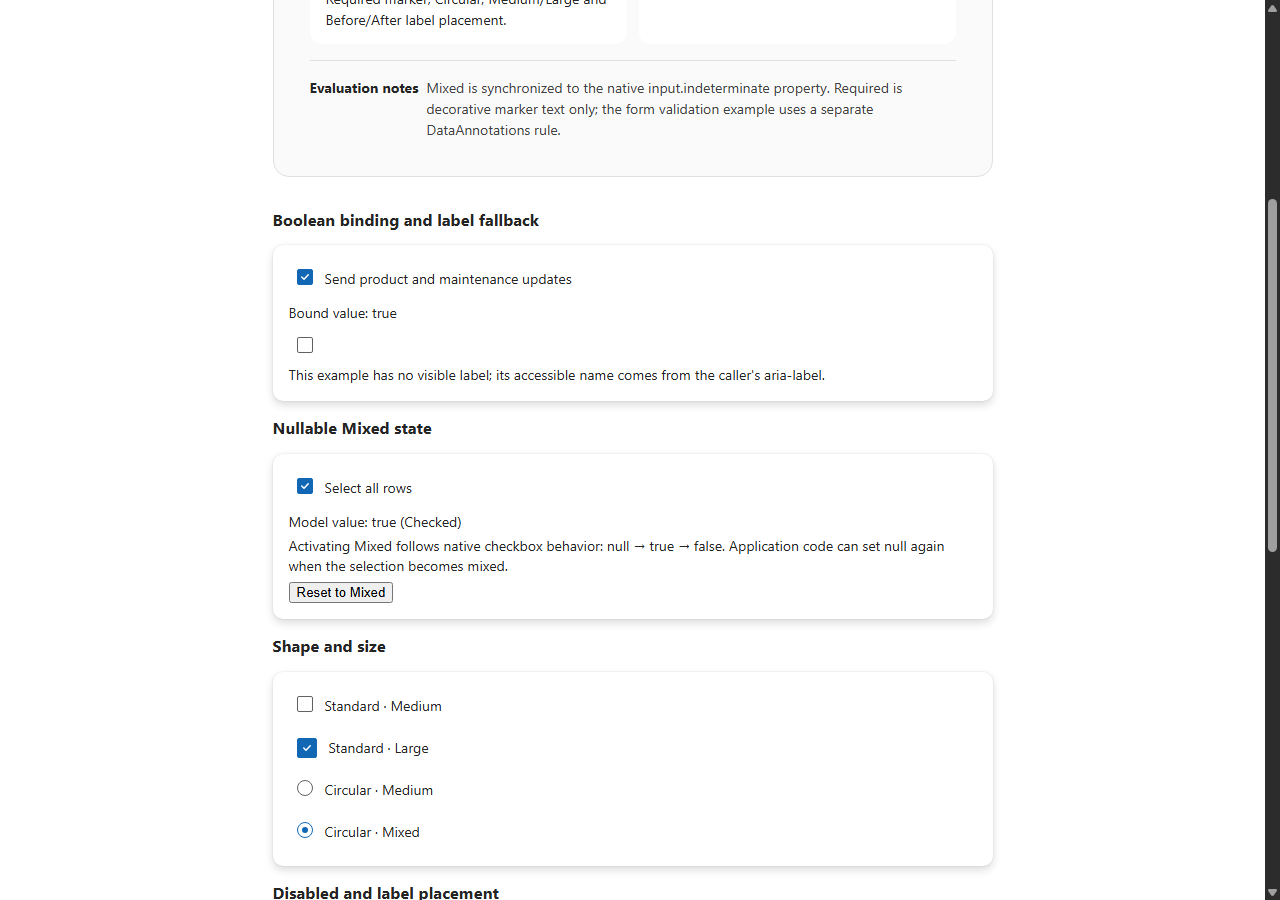 Required marker, Circular, Medium/Large and
Before/After label placement.
Evaluation notes Mixed is synchronized to the native input.indeterminate property. Required is
decorative marker text only; the form validation example uses a separate
DataAnnotations rule.
Boolean binding and label fallback
Send product and maintenance updates
Bound value: true
This example has no visible label; its accessible name comes from the caller's aria-label.
Nullable Mixed state
Select all rows
Model value: true (Checked)
Activating Mixed follows native checkbox behavior: null → true → false. Application code can set null again
when the selection becomes mixed.
Reset to Mixed
Shape and size
Standard · Medium
Standard · Large
Circular · Medium
Circular · Mixed
Disabled and label placement